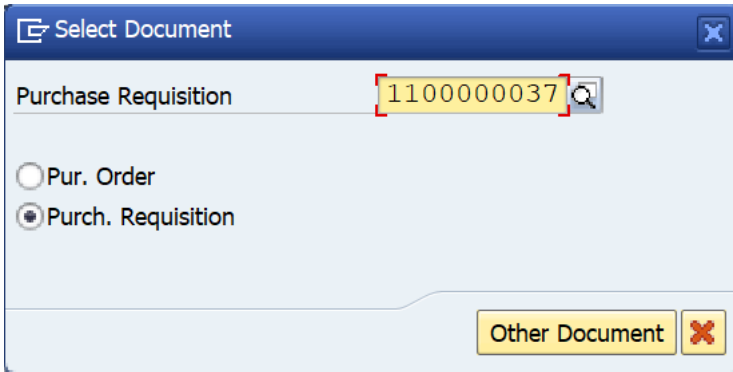 Select Document
Purchase Requisition 1100000037
Pur. Order
Purch. Requisition
Other Document